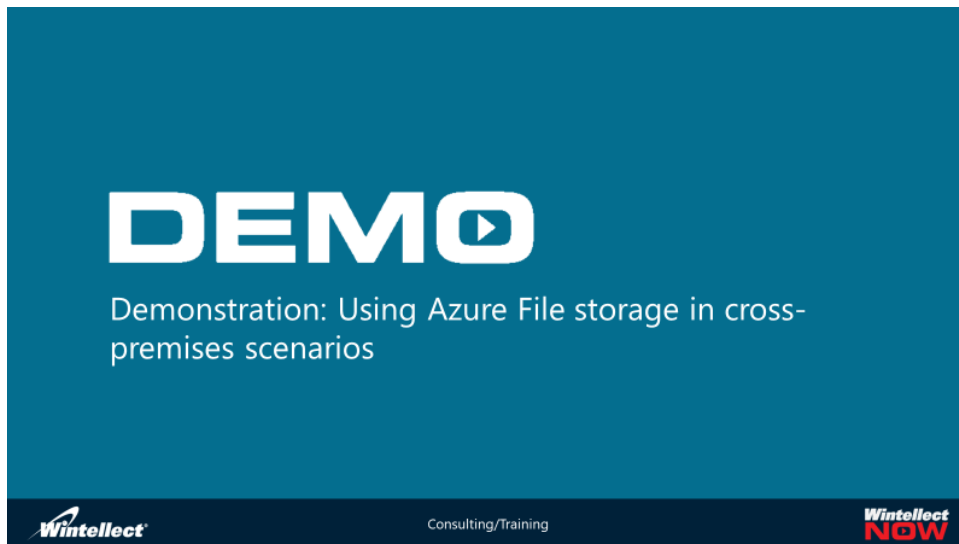 DEMO
Demonstration: Using Azure File storage in cross-
premises scenarios
Wintellect
Consulting/Training
Wintellect
NOW